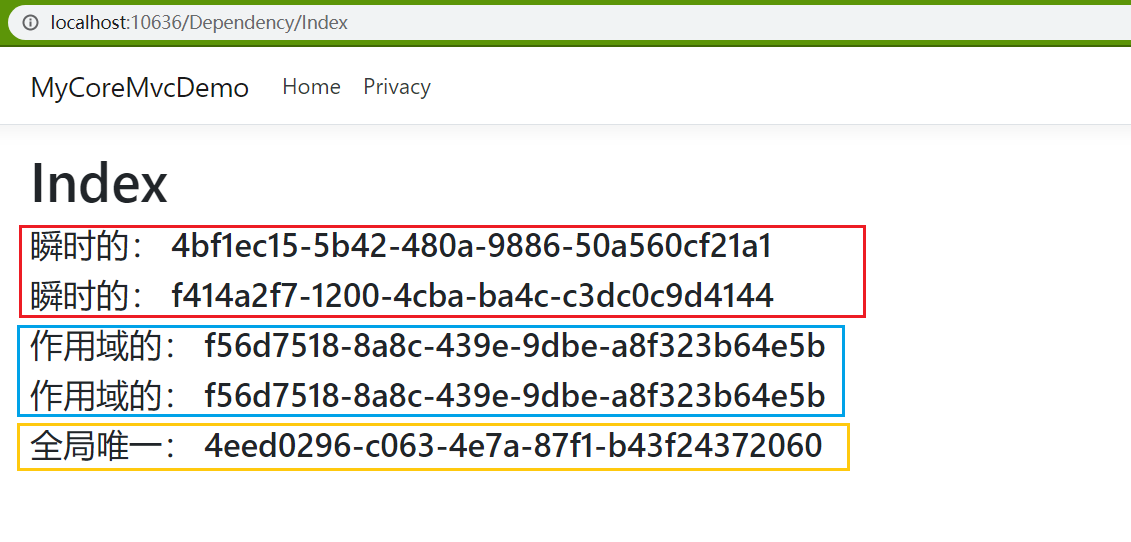 localhost:10636/Dependency/Index
MyCoreMvcDemo Home Privacy
Index
瞬时的： 4bf1ec15-5b42-480a-9886-50a560cf21a1
瞬时的： f414a2f7-1200-4cba-ba4c-c3dc0c9d4144
作用域的： f56d7518-8a8c-439e-9dbe-a8f323b64e5b
作用域的： f56d7518-8a8c-439e-9dbe-a8f323b64e5b
全局唯一： 4eed0296-c063-4e7a-87f1-b43f24372060